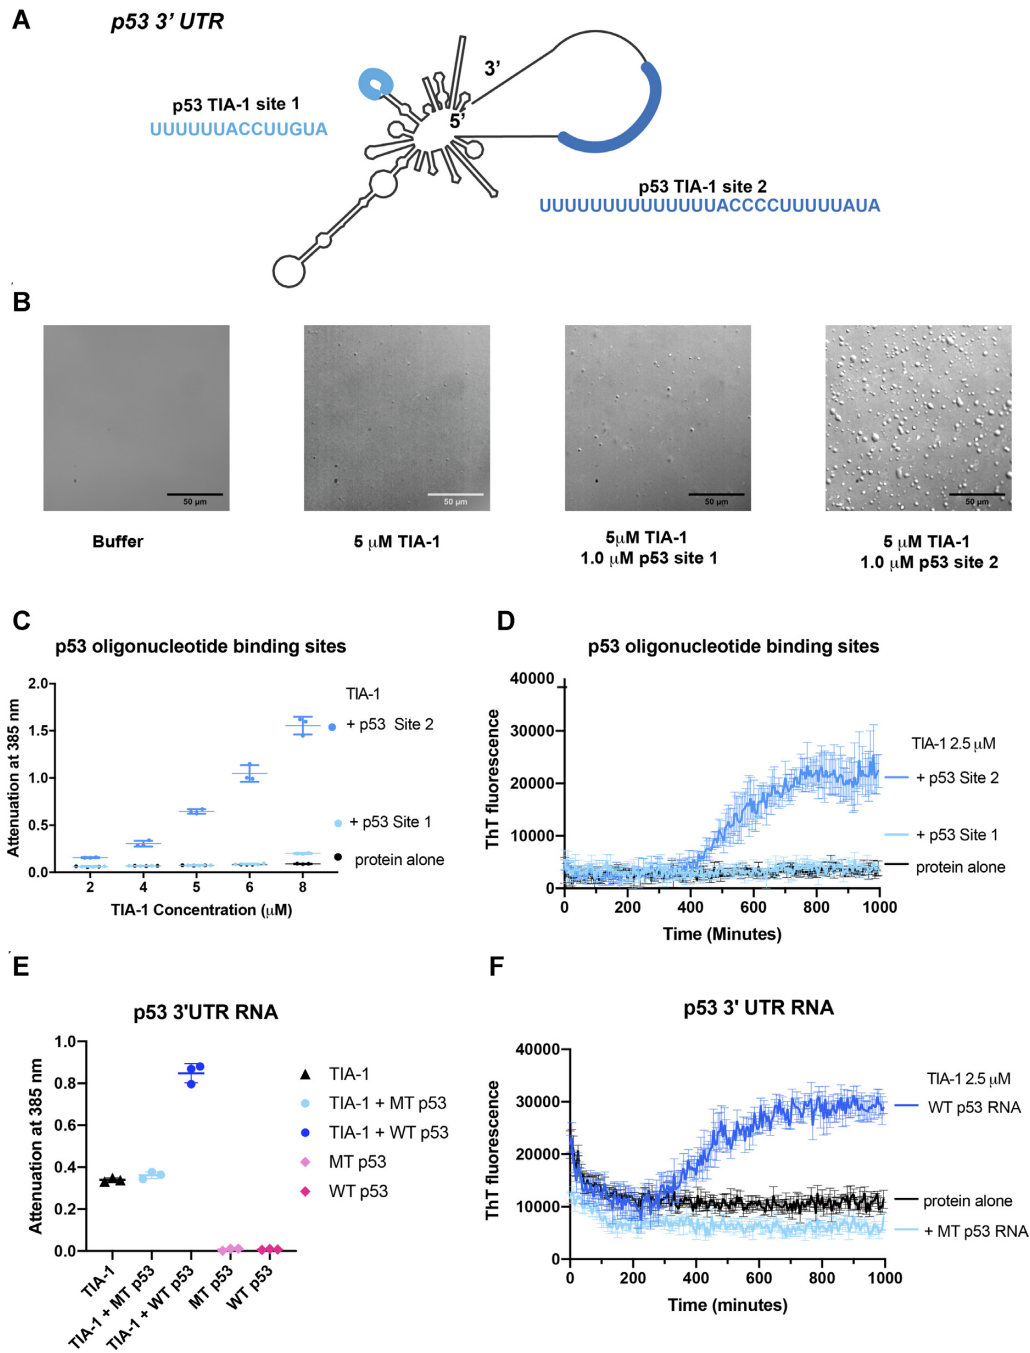 A
p53 3’ UTR
3’
5’
p53 TIA-1 site 1
UUUUUUACCUUGUA
p53 TIA-1 site 2
UUUUUUUUUUUUUUACCCCUUUUUAUA
B
50 µm
50 µm
50 µm
50 µm
Buffer
5 µM TIA-1
5µM TIA-1
1.0 µM p53 site 1
5 µM TIA-1
1.0 µM p53 site 2
C
p53 oligonucleotide binding sites
Attenuation at 385 nm
2.0
1.5
1.0
0.5
0.0
2
4
5
6
8
TIA-1 Concentration (µM)
TIA-1
+ p53 Site 2
+ p53 Site 1
protein alone
D
p53 oligonucleotide binding sites
ThT fluorescence
40000
30000
20000
10000
0
0
200
400
600
800
1000
Time (Minutes)
TIA-1 2.5 µM
+ p53 Site 2
+ p53 Site 1
protein alone
E
p53 3'UTR RNA
Attenuation at 385 nm
1.0
0.8
0.6
0.4
0.2
0.0
TIA-1
TIA-1 + MT p53
TIA-1 + WT p53
MT p53
WT p53
TIA-1
TIA-1 + MT p53
TIA-1 + WT p53
MT p53
WT p53
F
p53 3' UTR RNA
ThT fluorescence
40000
30000
20000
10000
0
0
200
400
600
800
1000
Time (minutes)
TIA-1 2.5 µM
WT p53 RNA
protein alone
+ MT p53 RNA